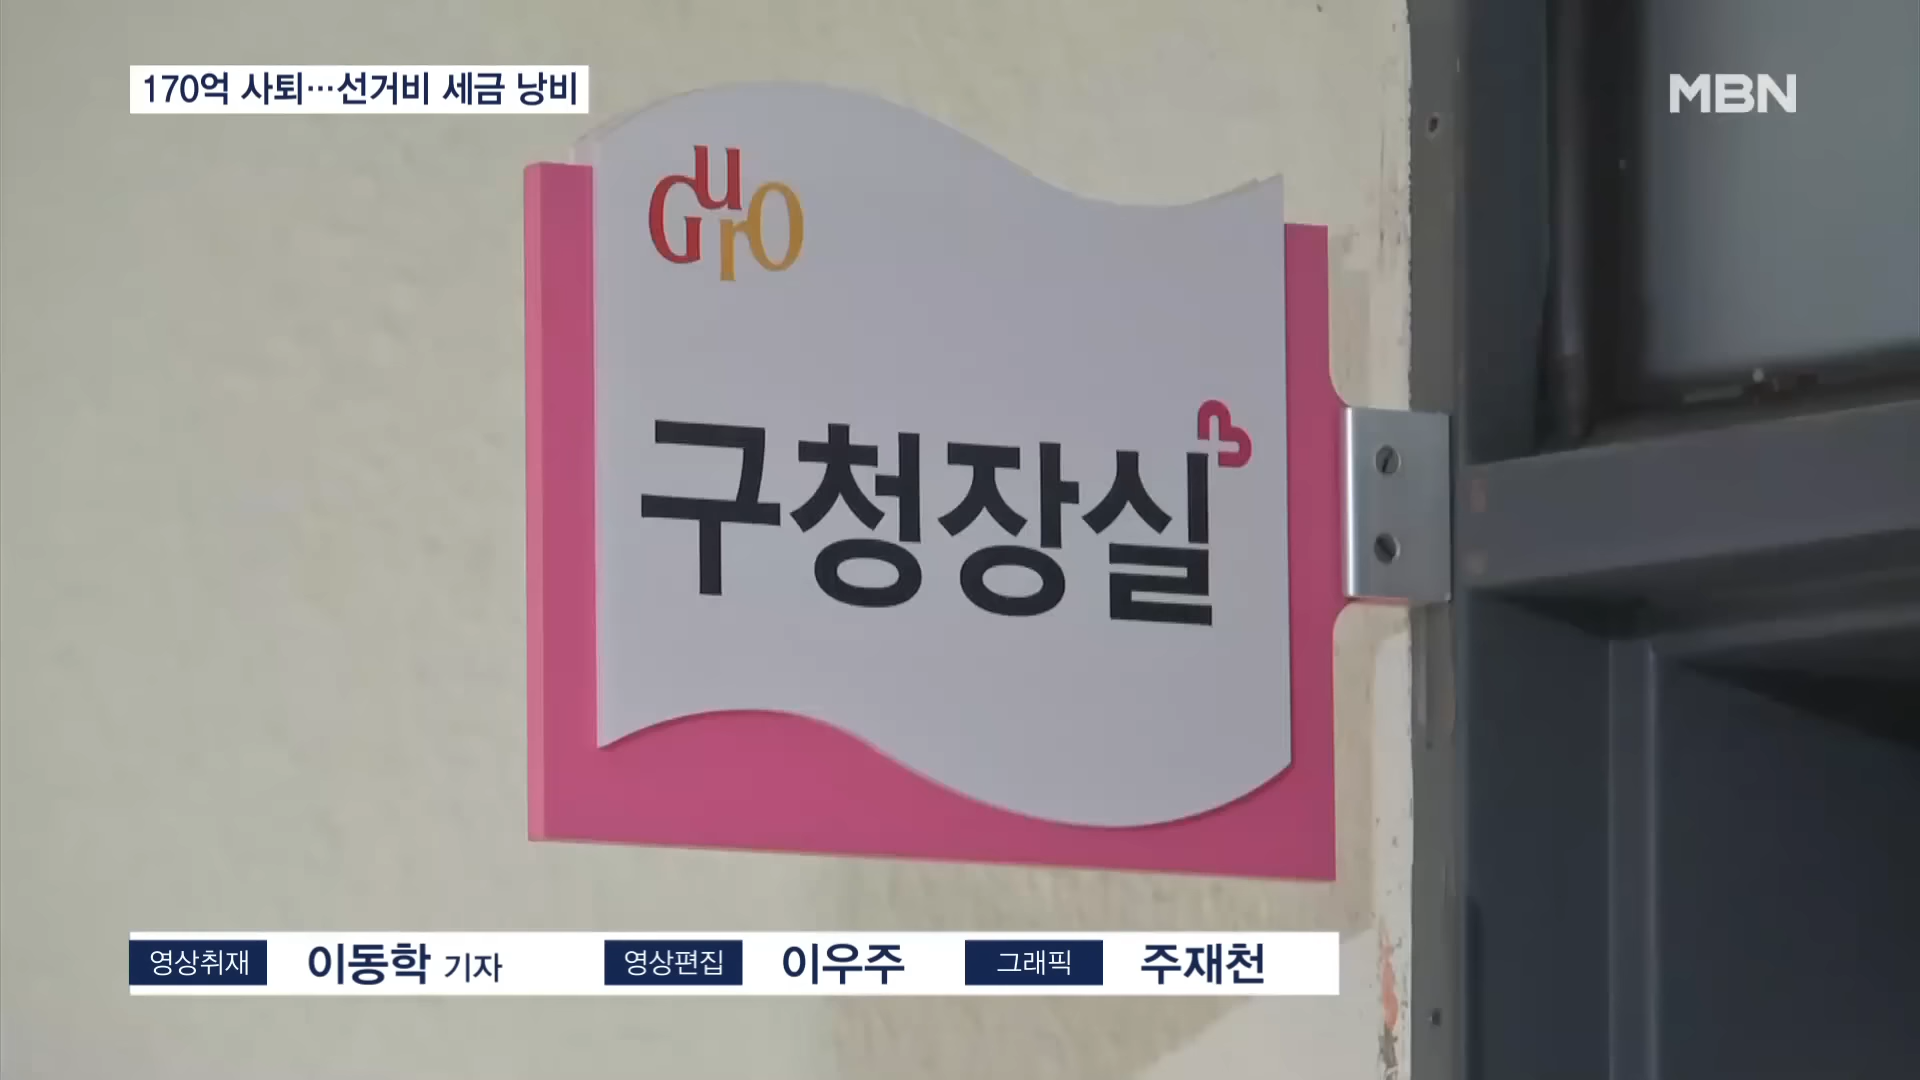 170억 사퇴…선거비 세금 낭비
MBN
GurO
구청장실
영상취재 이동학 기자 영상편집 이우주 그래픽 주재천